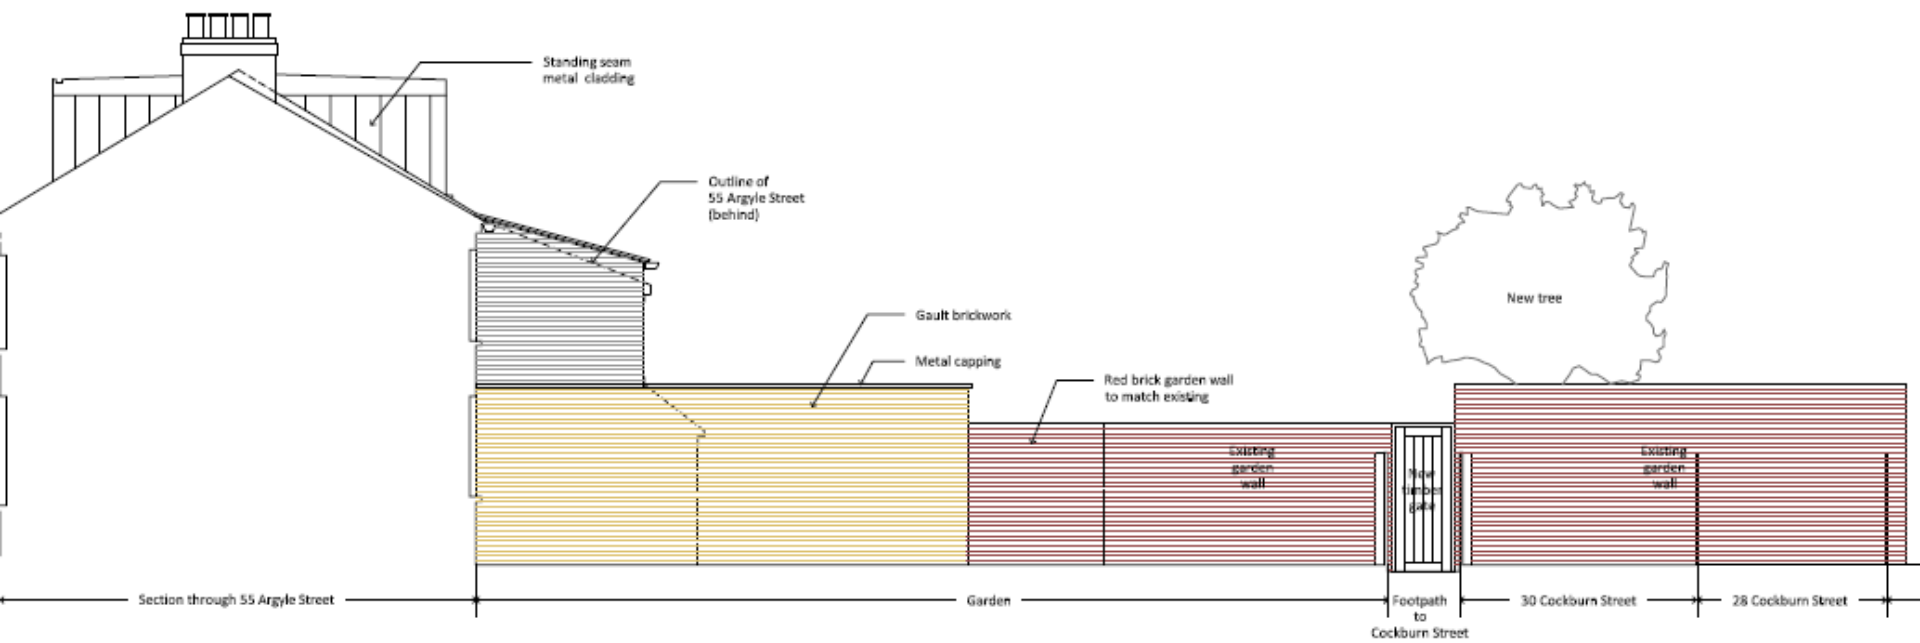 Standing seam
metal cladding
Outline of
55 Argyle Street
(behind)
Gault brickwork
Metal capping
Red brick garden wall
to match existing
New tree
Existing
garden
wall
New
timber
gate
Existing
garden
wall
Section through 55 Argyle Street
Garden
Footpath
to
Cockburn Street
30 Cockburn Street
28 Cockburn Street